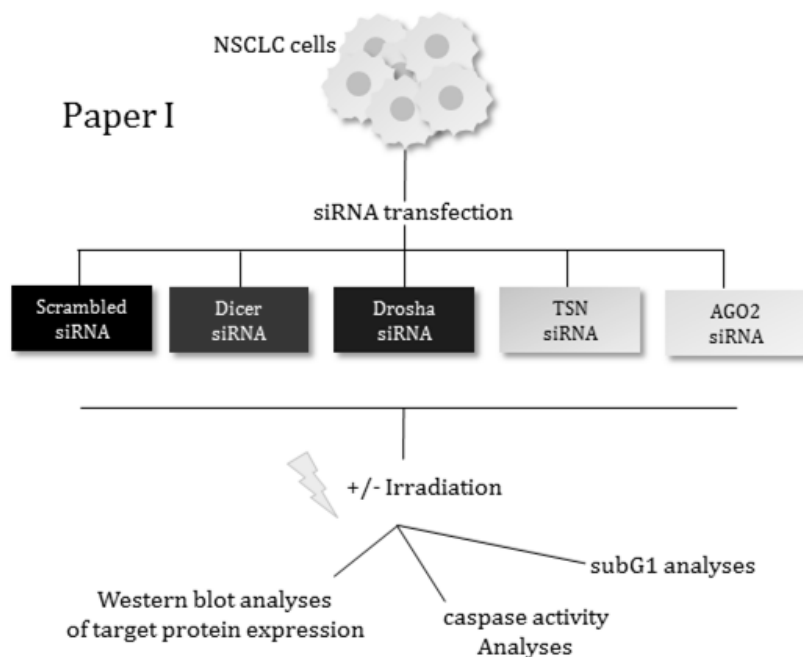 NSCLC cells
Paper I
siRNA transfection
Scrambled
siRNA
Dicer
siRNA
Drosha
siRNA
TSN
siRNA
AGO2
siRNA
+/- Irradiation
subG1 analyses
Western blot analyses
of target protein expression
caspase activity
Analyses